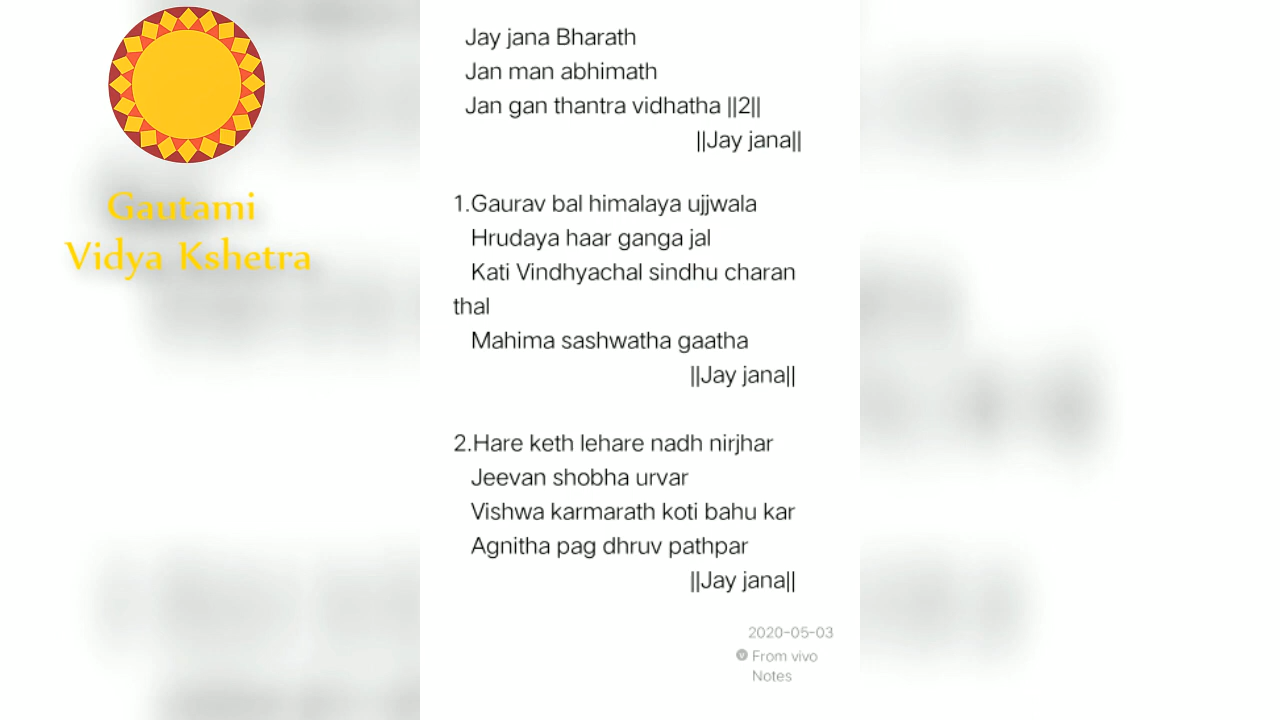 Gautami
Vidya Kshetra
Jay jana Bharath
Jan man abhimath
Jan gan thantra vidhatha ||2||
||Jay jana||
1.Gaurav bal himalaya ujjwala
Hrudaya haar ganga jal
Kati Vindhyachal sindhu charan
thal
Mahima sashwatha gaatha
||Jay jana||
2.Hare keth lehare nadh nirjhar
Jeevan shobha urvar
Vishwa karmarath koti bahu kar
Agnitha pag dhruv pathpar
||Jay jana||
2020-05-03
From vivo
Notes